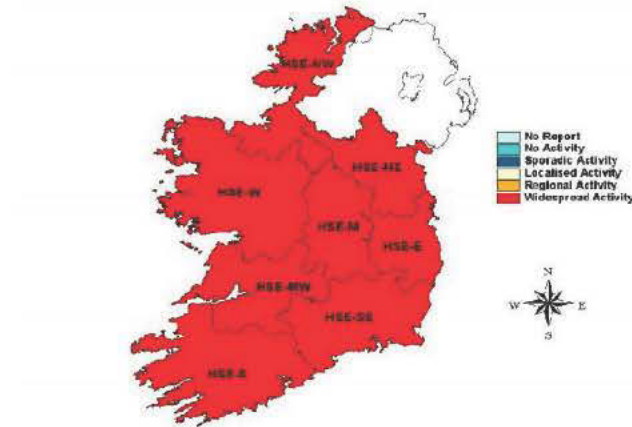 HSE-NW
HSE-NE
HSE-W
HSE-M
HSE-E
HSE-MW
HSE-SE
HSE-S
No Report
No Activity
Sporadic Activity
Localised Activity
Regional Activity
Widespread Activity
N
W E
S